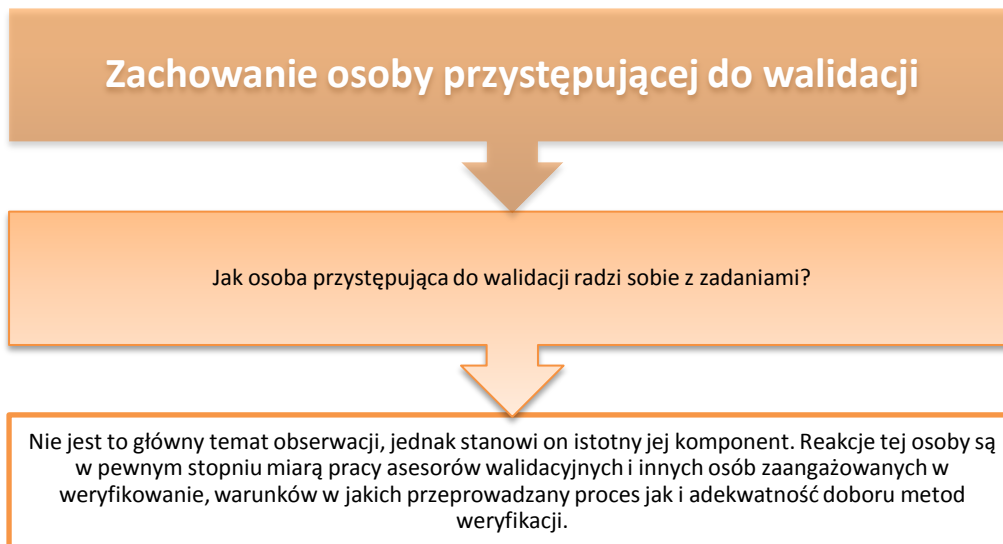 Zachowanie osoby przystępującej do walidacji
Jak osoba przystępująca do walidacji radzi sobie z zadaniami?
Nie jest to główny temat obserwacji, jednak stanowi on istotny jej komponent. Reakcje tej osoby są
w pewnym stopniu miarą pracy asesorów walidacyjnych i innych osób zaangażowanych w
weryfikowanie, warunków w jakich przeprowadzany proces jak i adekwatność doboru metod
weryfikacji.